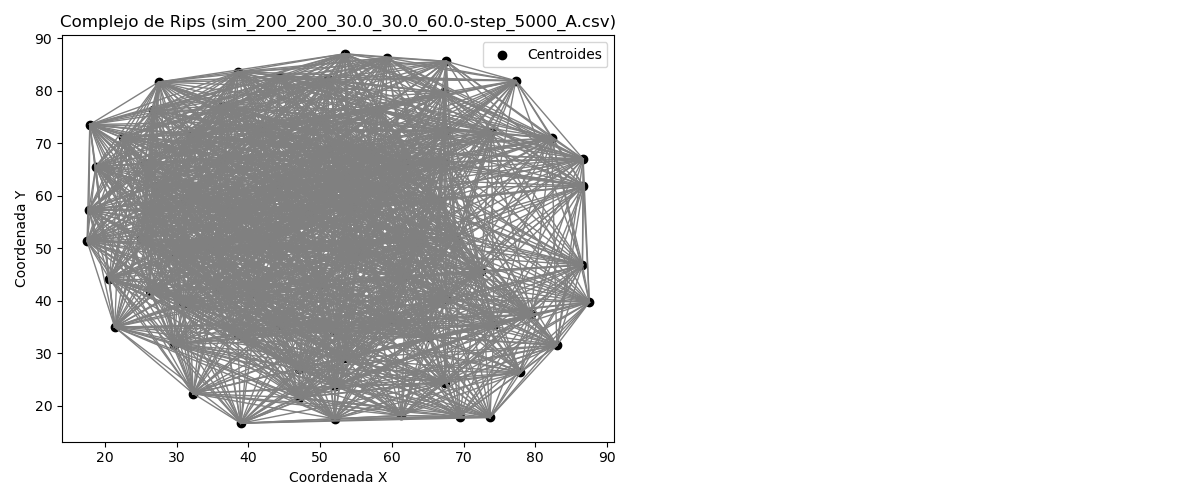 Complejo de Rips (sim_200_200_30.0_30.0_60.0-step_5000_A.csv)
Centroides
Coordenada Y
90
80
70
60
50
40
30
20
20 30 40 50 60 70 80 90
Coordenada X